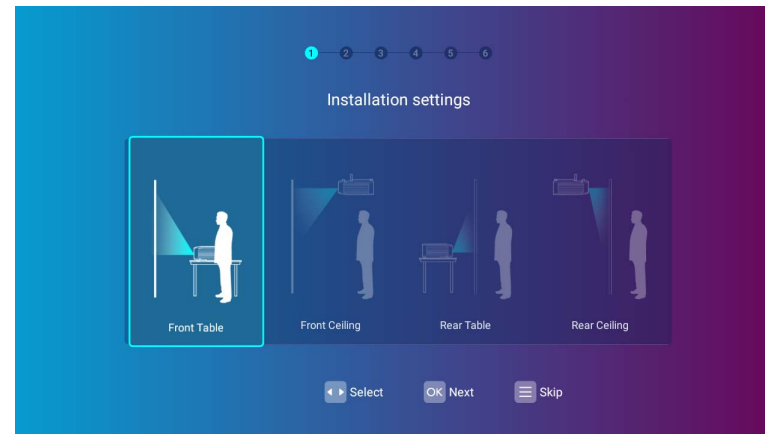 1 2 3 4 5 6
Installation settings
Front Table Front Ceiling Rear Table Rear Ceiling
Select OK Next Skip